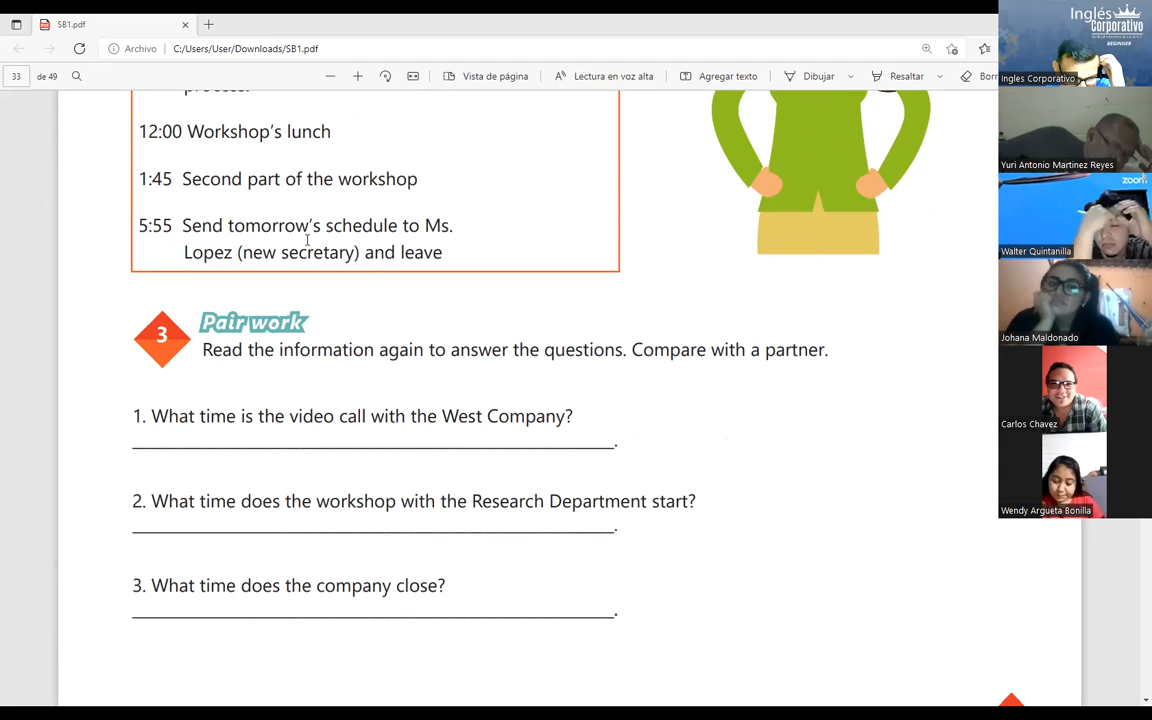 SB1.pdf
Archivo
C:/Users/User/Downloads/SB1.pdf
33
de 49
Vista de página
Lectura en voz alta
Agregar texto
Dibujar
Resaltar
Borr
12:00 Workshop's lunch
1:45 Second part of the workshop
5:55 Send tomorrow's schedule to Ms.
Lopez (new secretary) and leave
3
Pair work
Read the information again to answer the questions. Compare with a partner.
1. What time is the video call with the West Company?
2. What time does the workshop with the Research Department start?
3. What time does the company close?
Inglés
Corporativo
BEGINNER
Ingles Corporativo
Yuri Antonio Martinez Reyes
zoom
Walter Quintanilla
Johana Maldonado
Carlos Chavez
Wendy Argueta Bonilla